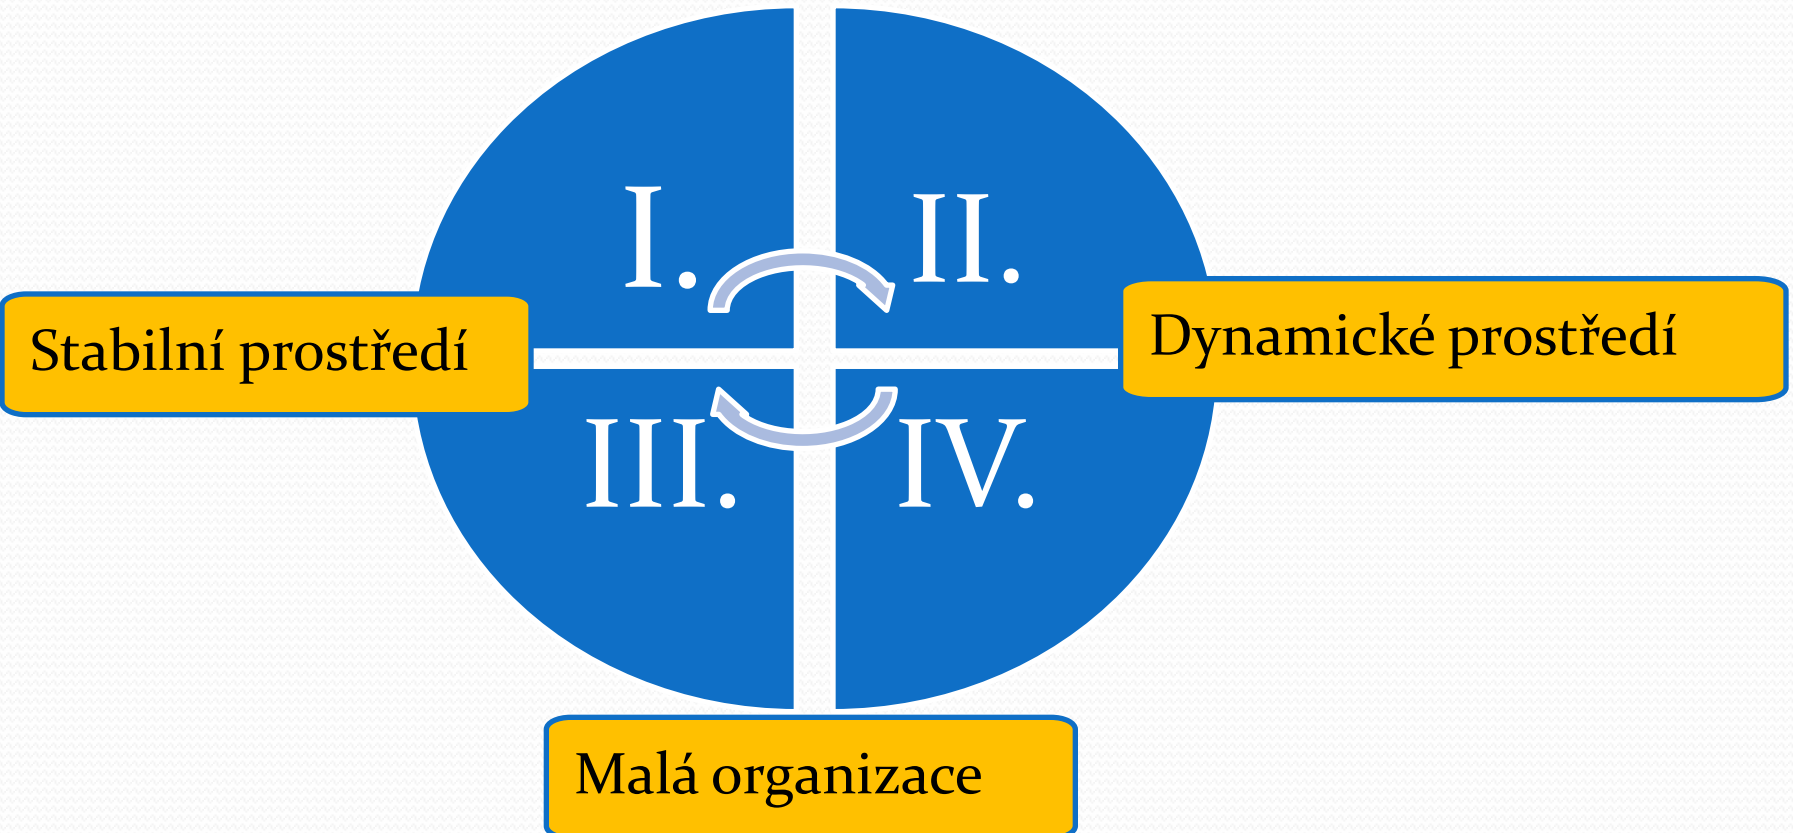 I.
II.
Stabilní prostředí
Dynamické prostředí
III.
IV.
Malá organizace